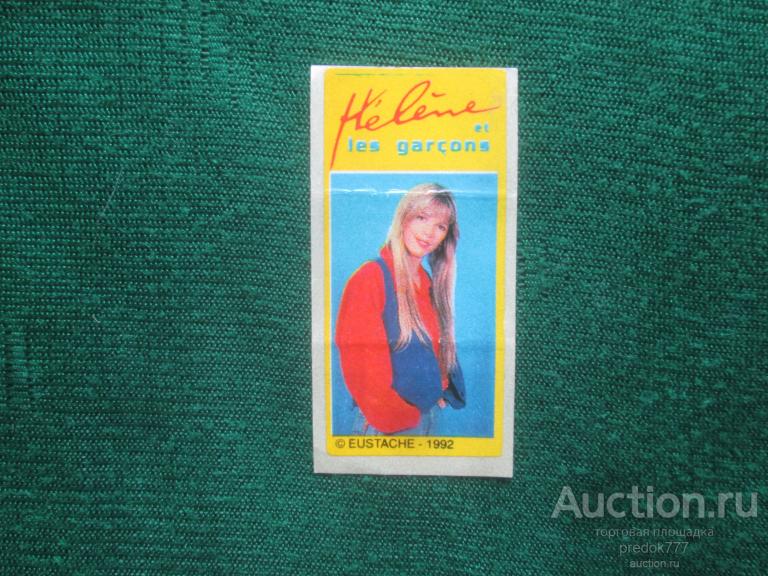 Hélène
et
les garçons
© EUSTACHE - 1992
Auction.ru
торговая площадка
predok777
auction.ru